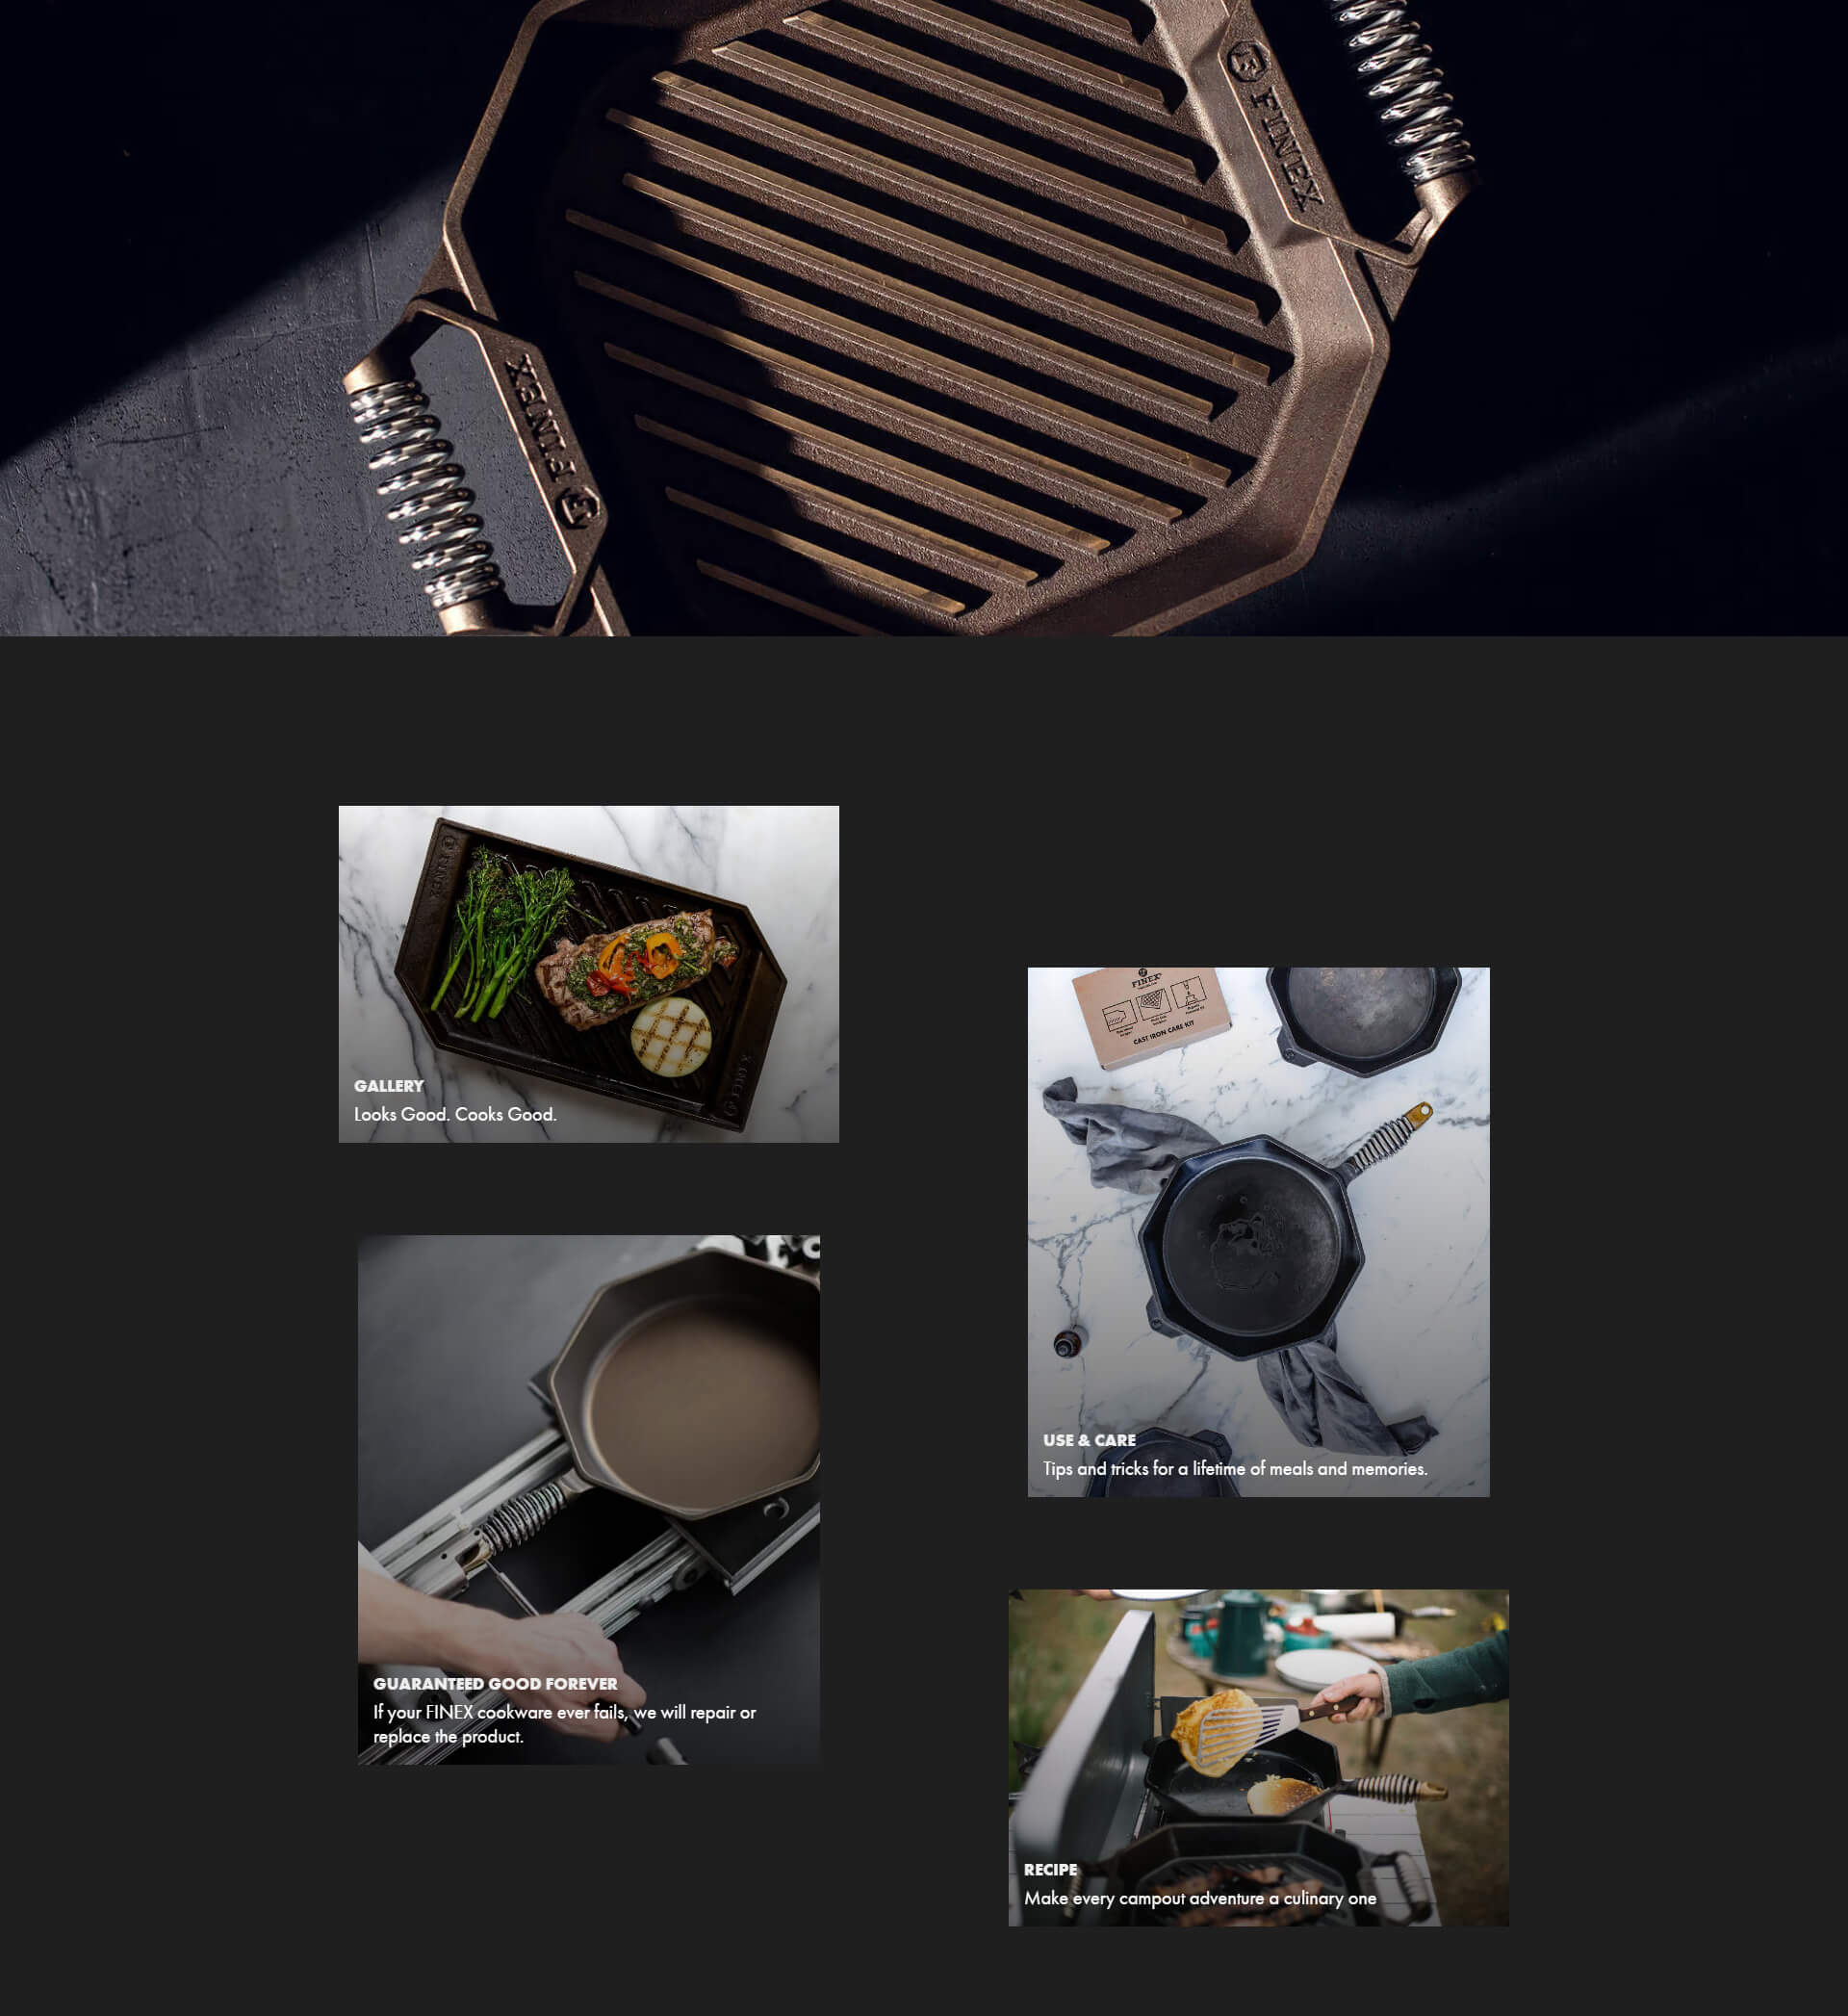 FINEX
FINEX
FINEX
GALLERY
Looks Good. Cooks Good.
FINEX
CAST IRON CARE KIT
USE & CARE
Tips and tricks for a lifetime of meals and memories.
GUARANTEED GOOD FOREVER
If your FINEX cookware ever fails, we will repair or
replace the product.
RECIPE
Make every campout adventure a culinary one